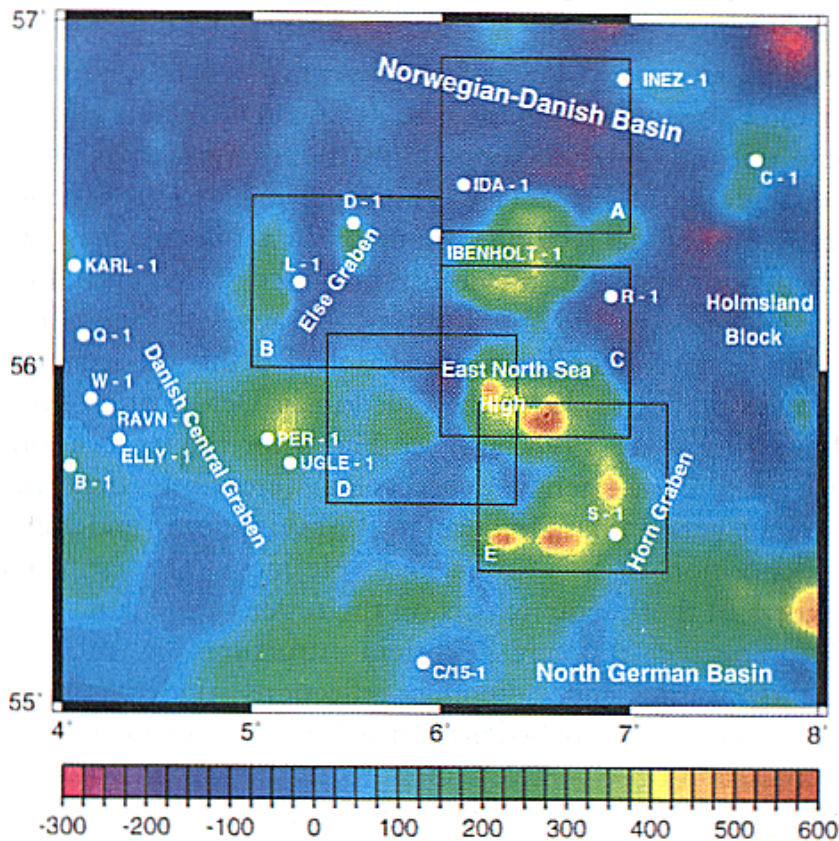 57°
Norwegian-Danish Basin
INEZ - 1
C - 1
IDA - 1
A
D - 1
IBENHOLT - 1
KARL - 1
L - 1
Else Graben
R - 1
Holmsland
Block
Q - 1
B
C
56°
East North Sea
High
W - 1
Danish Central Graben
RAVN -
ELLY - 1
PER - 1
UGLE - 1
B - 1
D
S - 1
Horn Graben
E
C/15-1
North German Basin
55°
4° 5° 6° 7° 8°
-300 -200 -100 0 100 200 300 400 500 600